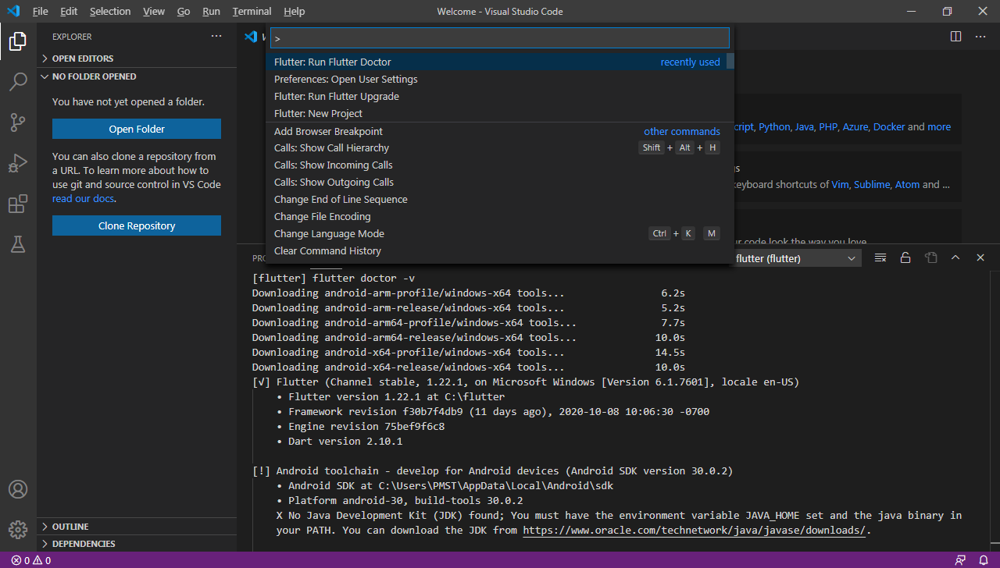 File Edit Selection View Go Run Terminal Help Welcome - Visual Studio Code
EXPLORER
OPEN EDITORS
NO FOLDER OPENED
You have not yet opened a folder.
Open Folder
You can also clone a repository from
a URL. To learn more about how to
use git and source control in VS Code
read our docs.
Clone Repository
OUTLINE
DEPENDENCIES
>
Flutter: Run Flutter Doctor recently used
Preferences: Open User Settings
Flutter: Run Flutter Upgrade
Flutter: New Project
Add Browser Breakpoint other commands
Calls: Show Call Hierarchy Shift + Alt + H
Calls: Show Incoming Calls
Calls: Show Outgoing Calls
Change End of Line Sequence
Change File Encoding
Change Language Mode Ctrl + K M
Clear Command History
cript, Python, Java, PHP, Azure, Docker and more
gs
keyboard shortcuts of Vim, Sublime, Atom and ...
ur code look the way you love
PRO
flutter (flutter)
[flutter] flutter doctor -v
Downloading android-arm-profile/windows-x64 tools... 6.2s
Downloading android-arm-release/windows-x64 tools... 5.2s
Downloading android-arm64-profile/windows-x64 tools... 7.7s
Downloading android-arm64-release/windows-x64 tools... 10.0s
Downloading android-x64-profile/windows-x64 tools... 14.5s
Downloading android-x64-release/windows-x64 tools... 10.0s
[√] Flutter (Channel stable, 1.22.1, on Microsoft Windows [Version 6.1.7601], locale en-US)
• Flutter version 1.22.1 at C:\flutter
• Framework revision f30b7f4db9 (11 days ago), 2020-10-08 10:06:30 -0700
• Engine revision 75bef9f6c8
• Dart version 2.10.1
[!] Android toolchain - develop for Android devices (Android SDK version 30.0.2)
• Android SDK at C:\Users\PMST\AppData\Local\Android\sdk
• Platform android-30, build-tools 30.0.2
X No Java Development Kit (JDK) found; You must have the environment variable JAVA_HOME set and the java binary in
your PATH. You can download the JDK from https://www.oracle.com/technetwork/java/javase/downloads/.
0 0